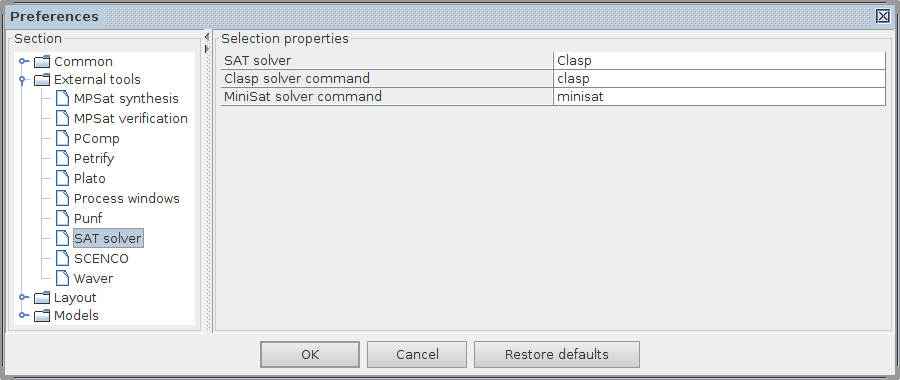 Preferences
Section
Common
External tools
MPSat synthesis
MPSat verification
PComp
Petrify
Plato
Process windows
Punf
SAT solver
SCENCO
Waver
Layout
Models
Selection properties
SAT solver Clasp
Clasp solver command clasp
MiniSat solver command minisat
OK Cancel Restore defaults